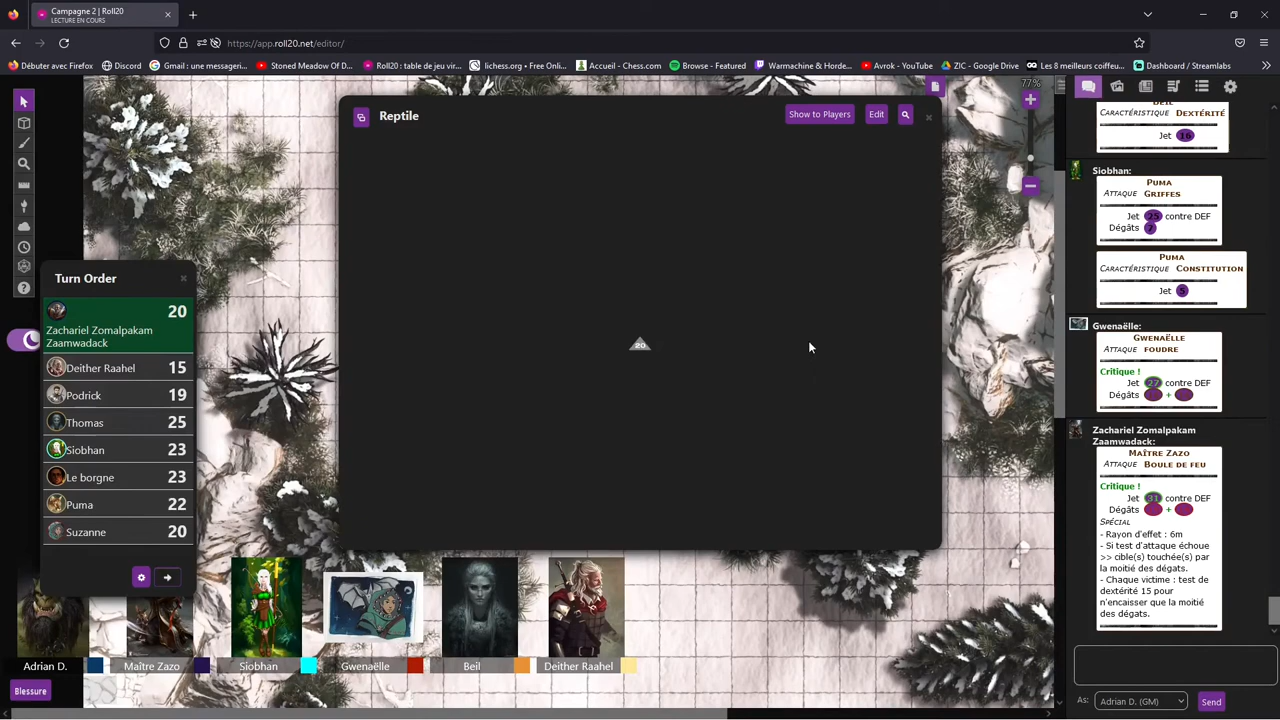 Campagne 2 | Roll20
LECTURE EN COURS
https://app.roll20.net/editor/
Débuter avec Firefox
Discord
Gmail : une messageri...
Stoned Meadow Of D...
Roll20 : table de jeu vir...
lichess.org • Free Onli...
Accueil - Chess.com
Browse - Featured
Warmachine & Horde...
Avrok - YouTube
ZIC - Google Drive
Les 8 meilleurs coiffeu...
Dashboard / Streamlabs
77%
Reptile
Show to Players
Edit
20
Turn Order
20
Zachariel Zomalpakam
Zaamwadack
Deither Raahel 15
Podrick 19
Thomas 25
Siobhan 23
Le borgne 23
Puma 22
Suzanne 20
Adrian D.
Maître Zazo
Siobhan
Gwenaëlle
Beil
Deither Raahel
Blessure
BEIL
CARACTÉRISTIQUE DEXTÉRITÉ
Jet 16
Siobhan:
PUMA
ATTAQUE GRIFFES
Jet 25 contre DEF
Dégâts 7
PUMA
CARACTÉRISTIQUE CONSTITUTION
Jet 5
Gwenaëlle:
GWENAËLLE
ATTAQUE FOUDRE
Critique !
Jet 27 contre DEF
Dégâts +
Zachariel Zomalpakam
Zaamwadack:
MAÎTRE ZAZO
ATTAQUE BOULE DE FEU
Critique !
Jet 31 contre DEF
Dégâts +
SPÉCIAL
- Rayon d'effet : 6m
- Si test d'attaque échoue
>> cible(s) touchée(s) par
la moitié des dégats.
- Chaque victime : test de
dextérité 15 pour
n'encaisser que la moitié
des dégats.
As: Adrian D. (GM)
Send